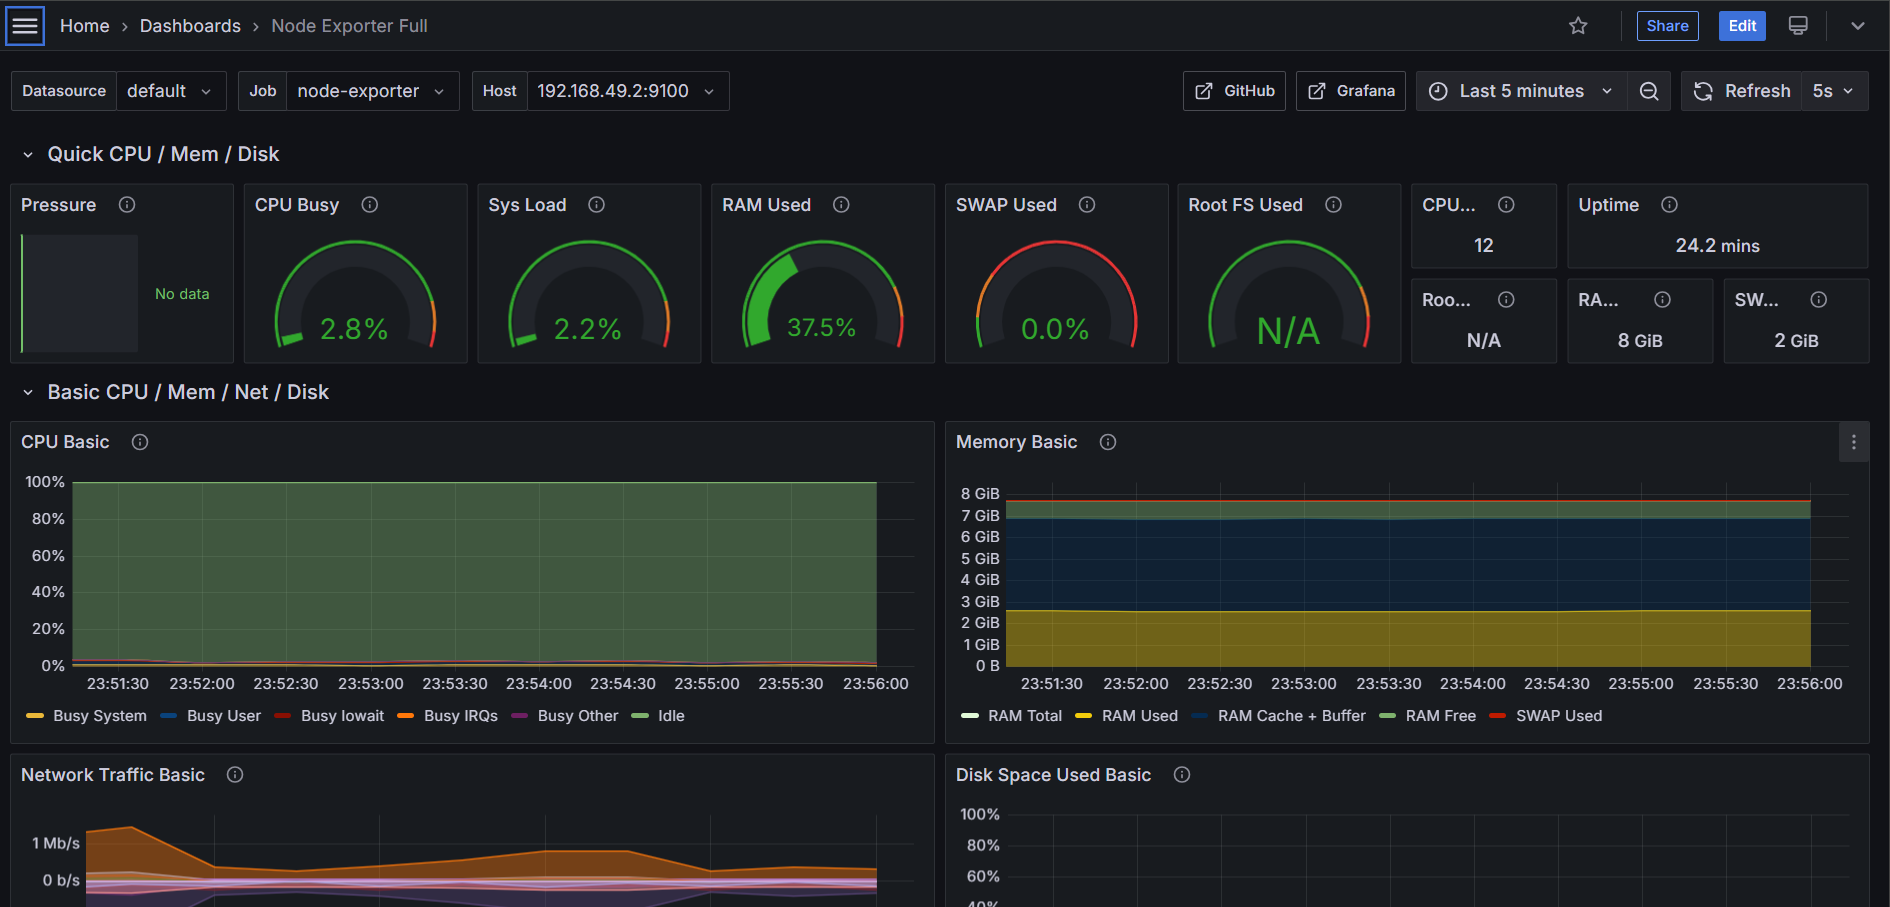 Home › Dashboards › Node Exporter Full
Share
Edit
Datasource default
Job node-exporter
Host 192.168.49.2:9100
GitHub
Grafana
Last 5 minutes
Refresh 5s
Quick CPU / Mem / Disk
Pressure
No data
CPU Busy
2.8%
Sys Load
2.2%
RAM Used
37.5%
SWAP Used
0.0%
Root FS Used
N/A
CPU...
12
Uptime
24.2 mins
Roo...
N/A
RA...
8 GiB
SW...
2 GiB
Basic CPU / Mem / Net / Disk
CPU Basic
100%
80%
60%
40%
20%
0%
23:51:30 23:52:00 23:52:30 23:53:00 23:53:30 23:54:00 23:54:30 23:55:00 23:55:30 23:56:00
Busy System Busy User Busy Iowait Busy IRQs Busy Other Idle
Memory Basic
8 GiB
7 GiB
6 GiB
5 GiB
4 GiB
3 GiB
2 GiB
1 GiB
0 B
23:51:30 23:52:00 23:52:30 23:53:00 23:53:30 23:54:00 23:54:30 23:55:00 23:55:30 23:56:00
RAM Total RAM Used RAM Cache + Buffer RAM Free SWAP Used
Network Traffic Basic
1 Mb/s
0 b/s
Disk Space Used Basic
100%
80%
60%
40%